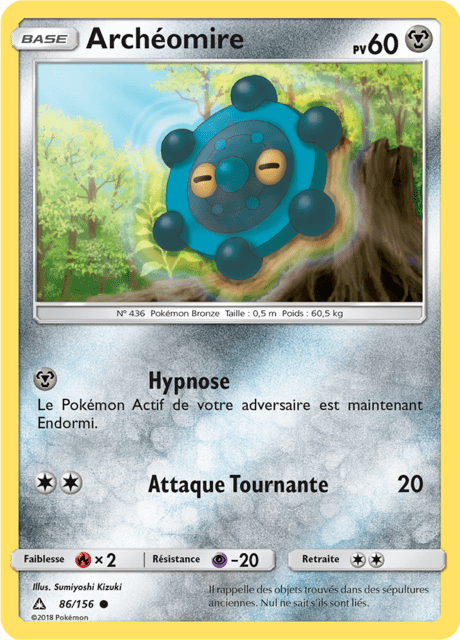 BASE Archéomire PV60
N° 436 Pokémon Bronze Taille : 0,5 m Poids : 60,5 kg
Hypnose
Le Pokémon Actif de votre adversaire est maintenant
Endormi.
Attaque Tournante 20
Faiblesse ×2 Résistance -20 Retraite
Illus. Sumiyoshi Kizuki
86/156
©2018 Pokémon
Il rappelle des objets trouvés dans des sépultures
anciennes. Nul ne sait s'ils sont liés.